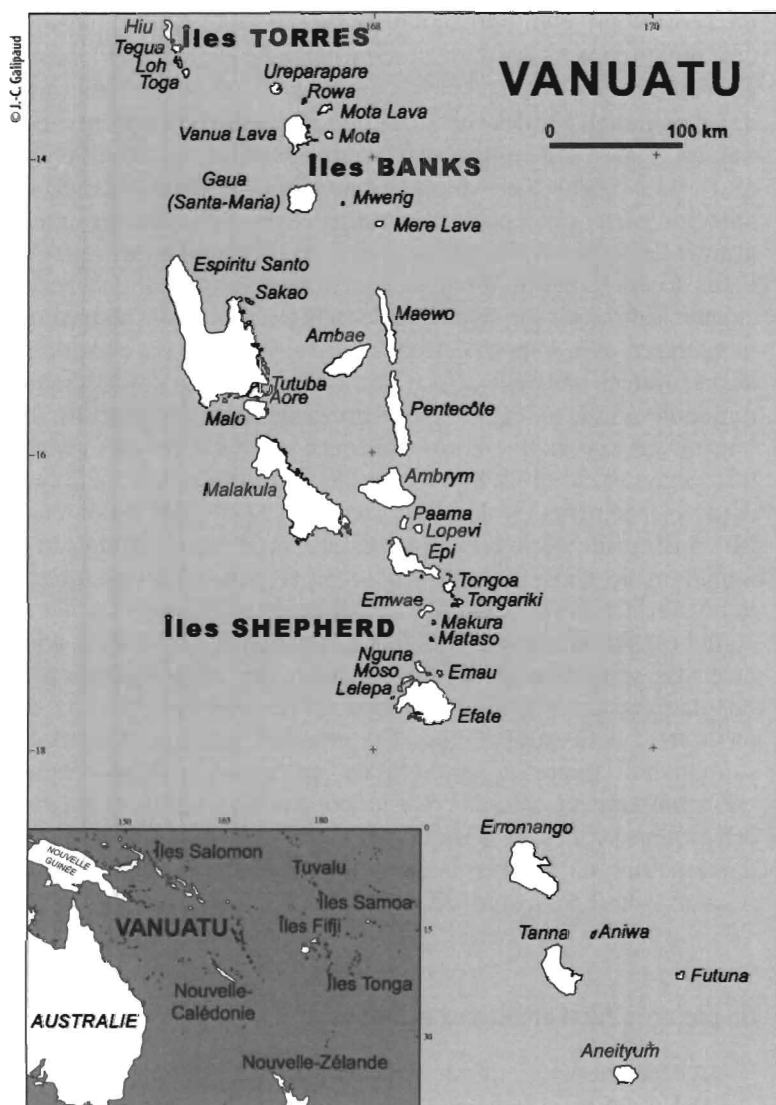 © J.-C. Galipaud
168
170
Hiu
Îles TORRES
Tegua
Loh
Toga
VANUATU
100 km
Ureparapare
Rowa
Mota Lava
Vanua Lava
Mota
-14
Îles BANKS
Gaua
(Santa-Maria)
Mwerig
Mere Lava
Espiritu Santo
Sakao
Maewo
Ambae
Tutuba
Aore
Malo
Pentecôte
-16
Malakula
Ambrym
Paama
Lopevi
Epi
Tongoa
Emwae
Tongariki
Makura
Îles SHEPHERD
Mataso
Nguna
Moso
Emau
Lelepa
Efate
-18
Erromango
Tanna
Aniwa
Futuna
Aneityum
150
165
180
0
NOUVELLE
GUINÉE
Îles Salomon
Tuvalu
Îles Samoa
VANUATU
Îles Fifji
15
Îles Tonga
Nouvelle-
Calédonie
AUSTRALIE
30
Nouvelle-Zélande